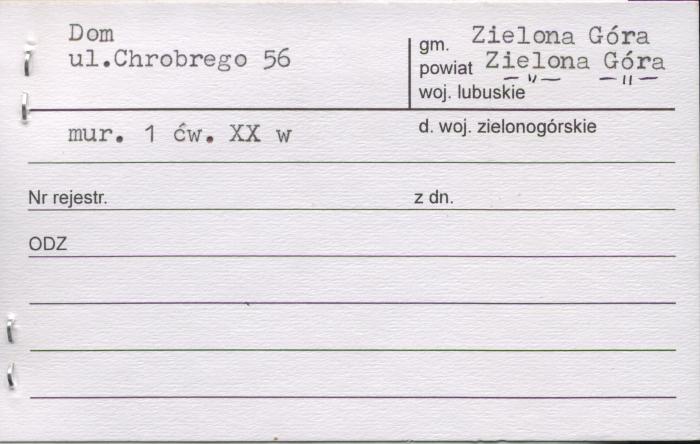 Dom
ul.Chrobrego 56
gm. Zielona Góra
powiat Zielona Góra
— " —   — " —
woj. lubuskie
mur. 1 ćw. XX w
d. woj. zielonogórskie
Nr rejestr.
z dn.
ODZ